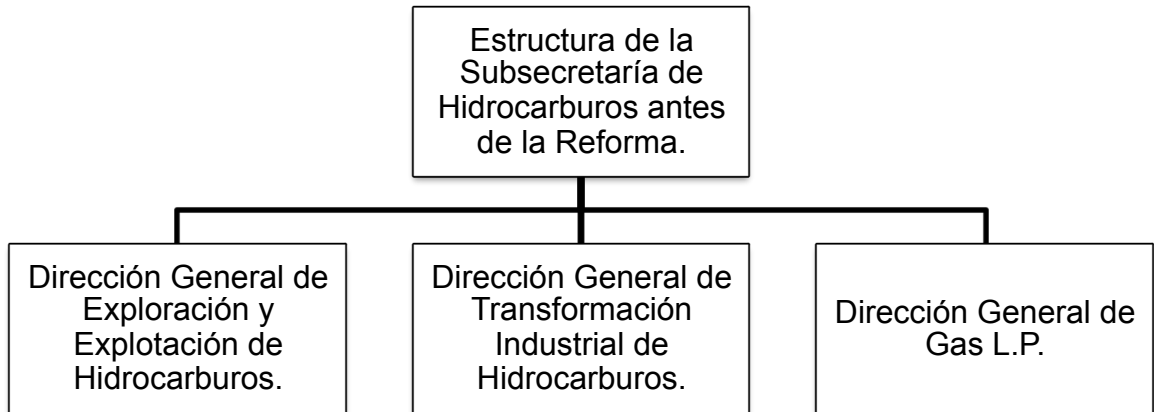 Estructura de la
Subsecretaría de
Hidrocarburos antes
de la Reforma.
Dirección General de
Exploración y
Explotación de
Hidrocarburos.
Dirección General de
Transformación
Industrial de
Hidrocarburos.
Dirección General de
Gas L.P.